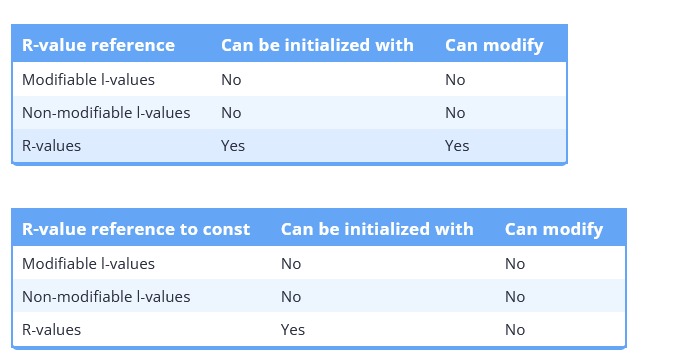 R-value reference Can be initialized with Can modify
Modifiable l-values No No
Non-modifiable l-values No No
R-values Yes Yes
R-value reference to const Can be initialized with Can modify
Modifiable l-values No No
Non-modifiable l-values No No
R-values Yes No